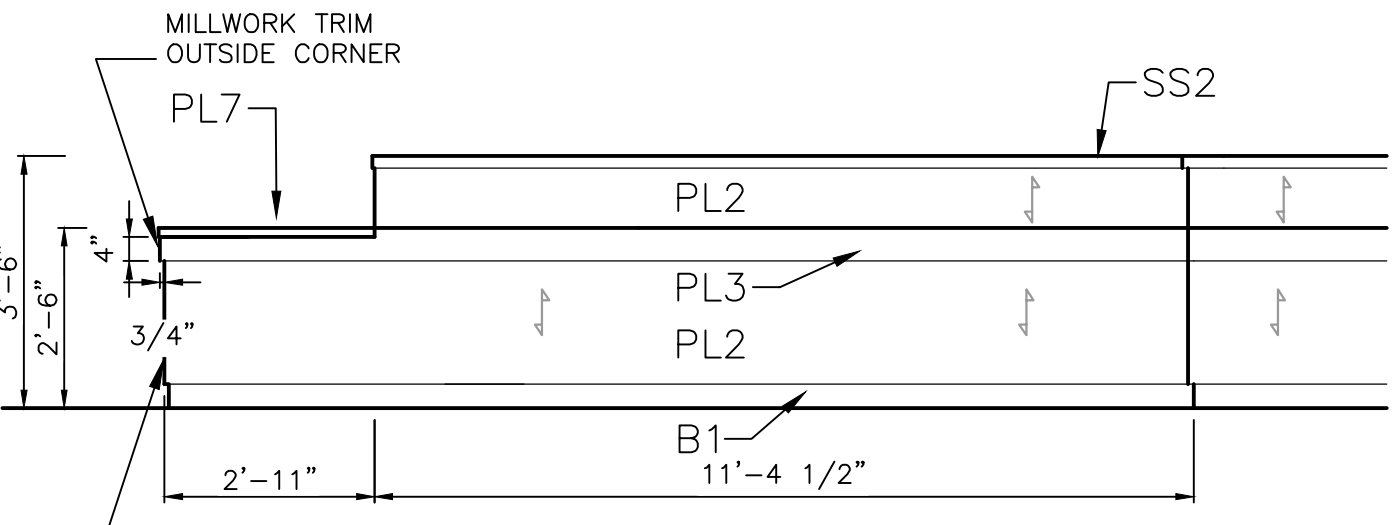 MILLWORK TRIM
OUTSIDE CORNER
PL7
SS2
PL2
4"
3'-6"
2'-6"
PL3
3/4"
PL2
B1
2'-11"
11'-4 1/2"